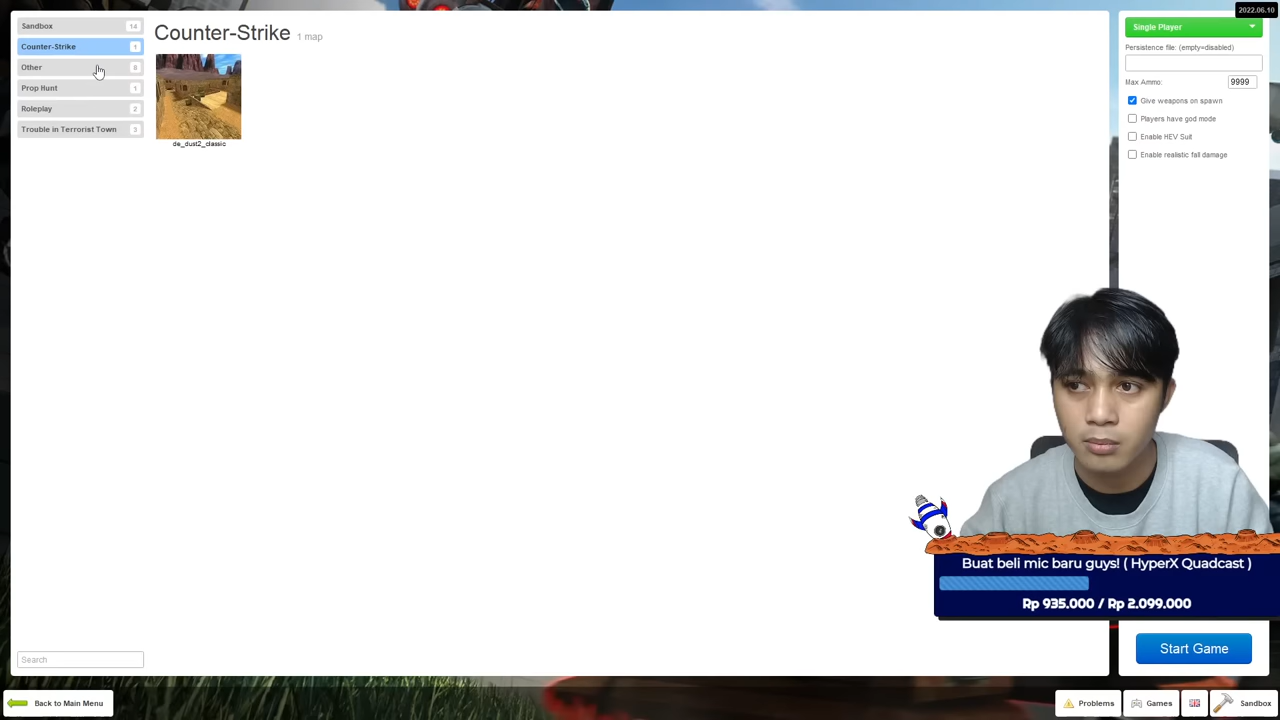 2022.06.10
Sandbox 14
Counter-Strike 1
Other 8
Prop Hunt 1
Roleplay 2
Trouble in Terrorist Town 3
Counter-Strike 1 map
de_dust2_classic
Single Player
Persistence file: (empty=disabled)
Max Ammo: 9999
Give weapons on spawn
Players have god mode
Enable HEV Suit
Enable realistic fall damage
Buat beli mic baru guys! ( HyperX Quadcast )
Rp 935.000 / Rp 2.099.000
Start Game
Search
Back to Main Menu
Problems
Games
Sandbox